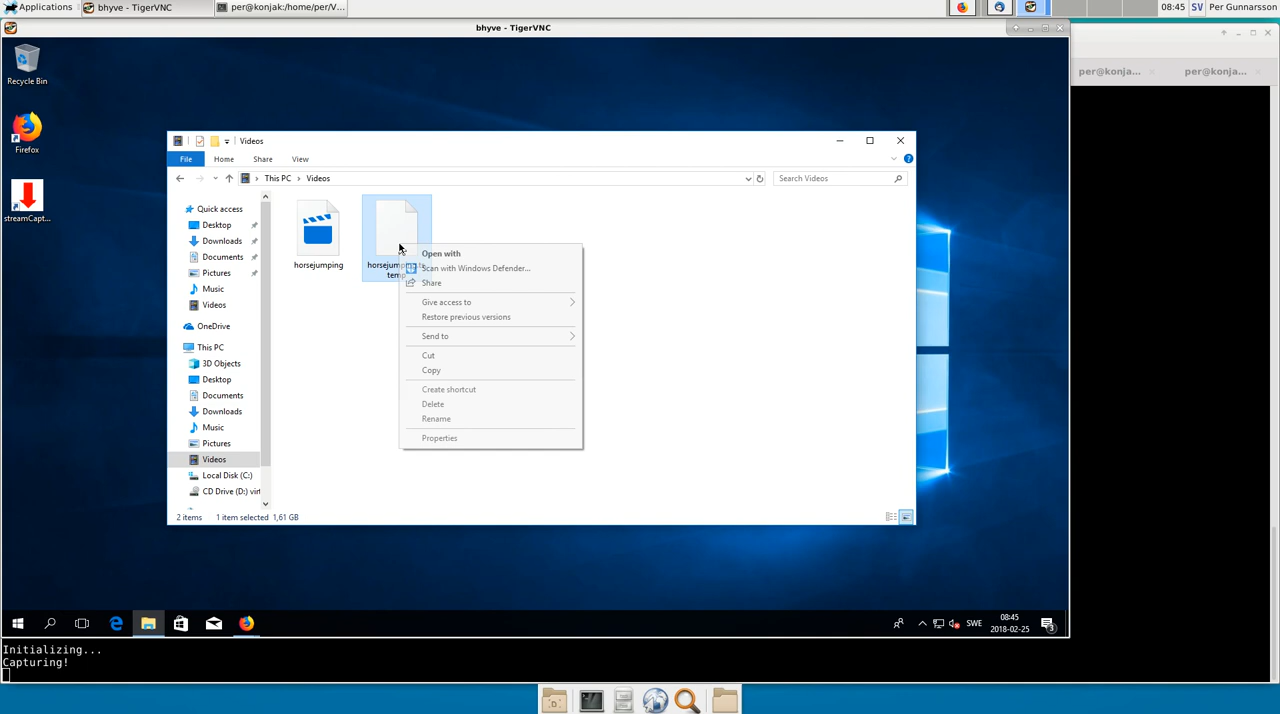 Applications
bhyve - TigerVNC
per@konjak:/home/per/V...
08:45
SV
Per Gunnarsson
bhyve - TigerVNC
per@konja...
per@konja...
Recycle Bin
Firefox
streamCapt...
Videos
File
Home
Share
View
This PC
Videos
Search Videos
Quick access
Desktop
Downloads
Documents
Pictures
Music
Videos
OneDrive
This PC
3D Objects
Desktop
Documents
Downloads
Music
Pictures
Videos
Local Disk (C:)
CD Drive (D:) virt
horsejumping
Open with
Scan with Windows Defender...
Share
Give access to
Restore previous versions
Send to
Cut
Copy
Create shortcut
Delete
Rename
Properties
2 items
1 item selected 1,61 GB
SWE
08:45
2018-02-25
3
Initializing...
Capturing!